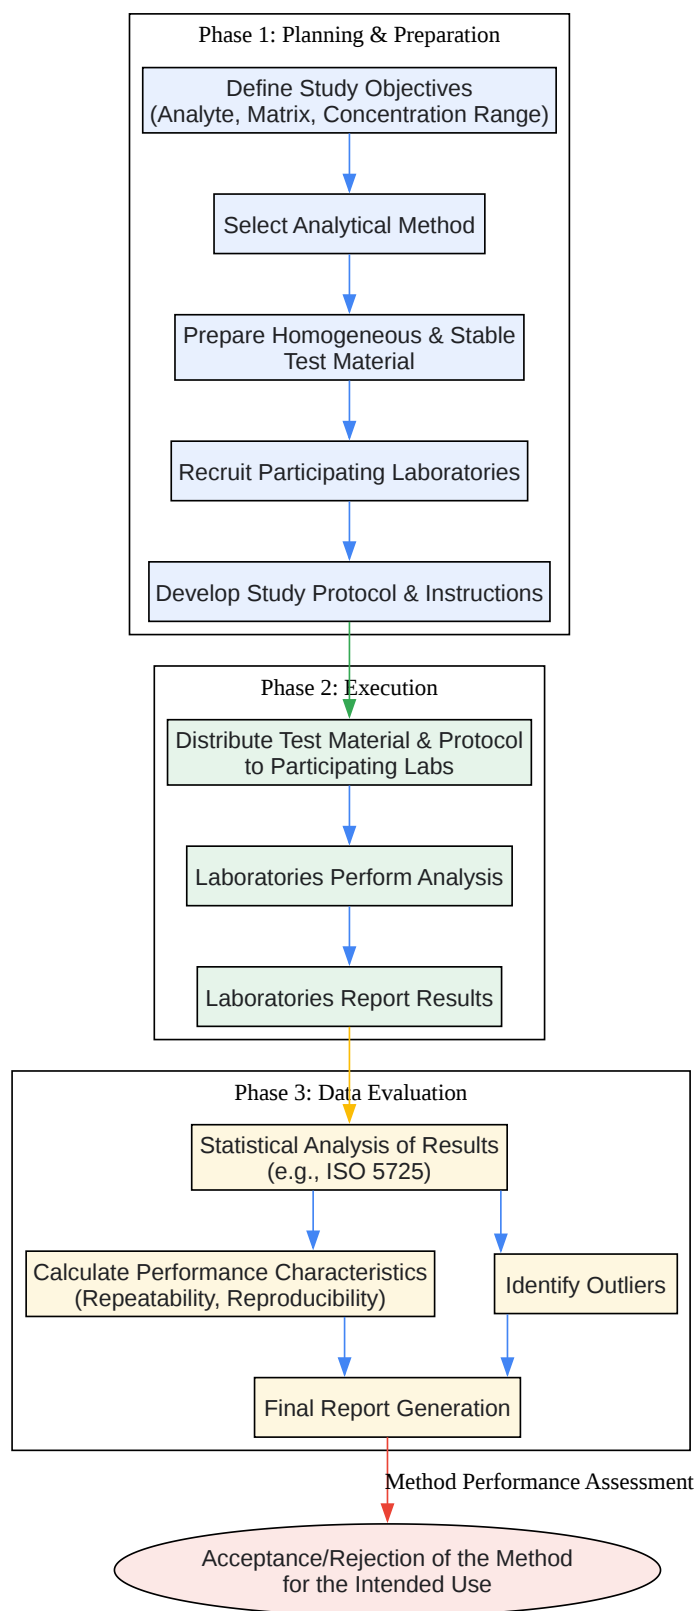 Phase 1: Planning & Preparation
Define Study Objectives
(Analyte, Matrix, Concentration Range)
Select Analytical Method
Prepare Homogeneous & Stable
Test Material
Recruit Participating Laboratories
Develop Study Protocol & Instructions
Phase 2: Execution
Distribute Test Material & Protocol
to Participating Labs
Laboratories Perform Analysis
Laboratories Report Results
Phase 3: Data Evaluation
Statistical Analysis of Results
(e.g., ISO 5725)
Calculate Performance Characteristics
(Repeatability, Reproducibility)
Identify Outliers
Final Report Generation
Method Performance Assessment
Acceptance/Rejection of the Method
for the Intended Use